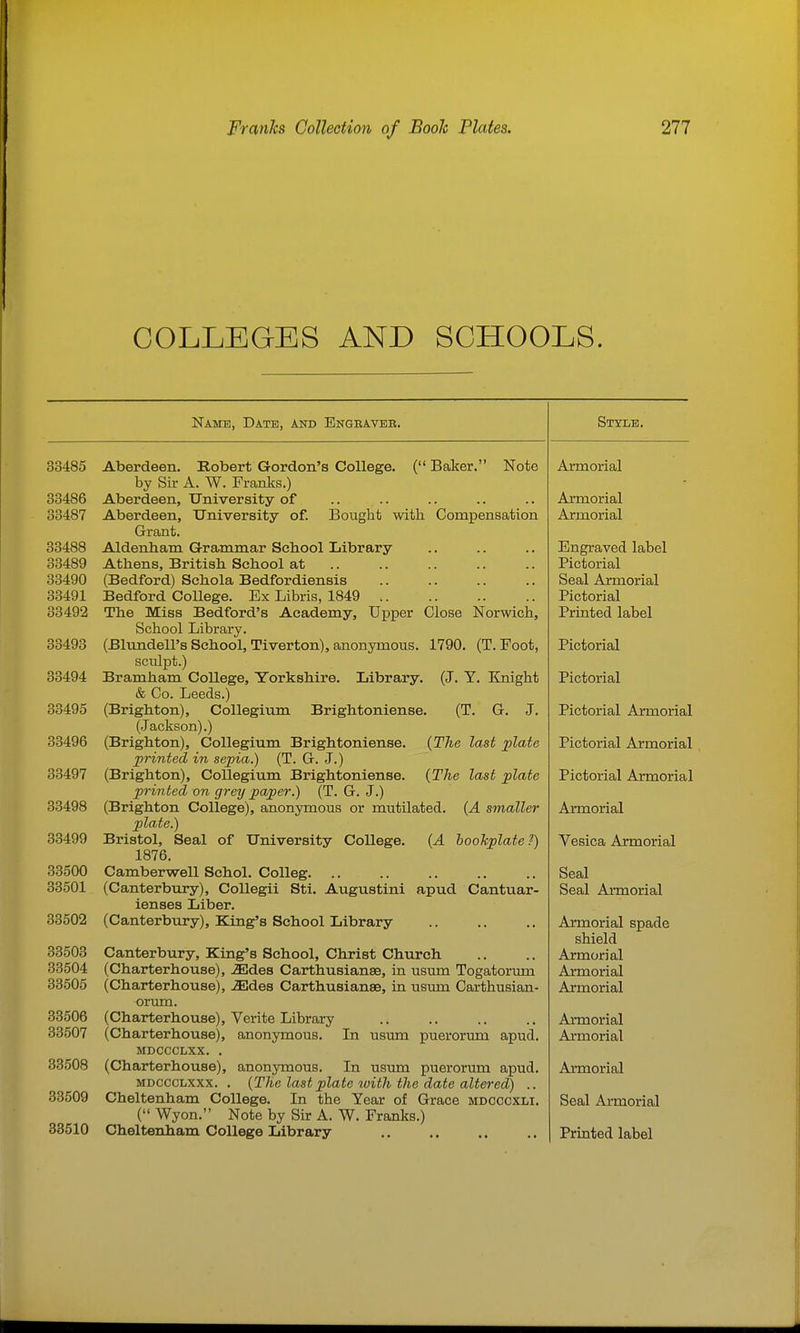 Franks Collection of Book Plates. 277
COLLEGES AND SCHOOLS.
Name, Date, and Engraver. Style.
33485 Aberdeen. Robert Gordon's College. (“Baker.” Note Armorial
by Sir A. W. Franks.)
33486 Aberdeen, University of .. .. .. .. .. Armorial
33487 Aberdeen, University of. Bought with Compensation Armorial
Grant.
33488 Aldenham Grammar School Library .. .. .. Engraved label
33489 Athens, British School at .. .. .. .. .. Pictorial
33490 (Bedford) Schola Bedfordiensis .. .. .. .. Seal Armorial
33491 Bedford College. Ex Libris, 1849 .. .. .. .. Pictorial
33492 The Miss Bedford's Academy, Upper Close Norwich, Printed label
School Library.
33493 (Blundell's School, Tiverton), anonymous. 1790. (T. Foot, Pictorial
sculpt.)
33494 Bramham College, Yorkshire. Library. (J. Y. Knight Pictorial
& Co. Leeds.)
33495 (Brighton), Collegium Brightoniense. (T. G. J. Pictorial Armorial
(Jackson).)
33496 (Brighton), Collegium Brightoniense. (The last plate Pictorial Armorial
printed in sepia.) (T. G. J.)
33497 (Brighton), Collegium Brightoniense. (The last plate Pictorial Armorial
printed on grey paper.) (T. G. J.)
33498 (Brighton College), anonymous or mutilated. (A smaller Armorial
plate.)
33499 Bristol, Seal of University College. (A bookplate?) Vesica Armorial
1876.
33500 Camberwell Schol. Colleg. .. .. .. .. .. Seal
33501 (Canterbury), Collegii Sti. Augustini apud Cantuar- Seal Armorial
ienses Liber.
33502 (Canterbury), King's School Library .. .. .. Armorial spade
shield
33503 Canterbury, King's School, Christ Church .. .. Armorial
33504 (Charterhouse), Ædes Carthusianæ, in usum Togatorum Armorial
33505 (Charterhouse), Ædes Carthusianæ, in usum Carthusian- Armorial
orum.
33506 (Charterhouse), Verite Library .. .. .. .. Armorial
33507 (Charterhouse), anonymous. In usum puerorum apud. Armorial
MDCCCLXX. .
33508 (Charterhouse), anonymous. In usum puerorum apud. Armorial
MDCCCLXXX. . (The last plate with the date altered) ..
33509 Cheltenham College. In the Year of Grace MDCCCXLI. Seal Armorial
(“Wyon.” Note by Sir A. W. Franks.)
33510 Cheltenham College Library .. .. .. .. Printed label